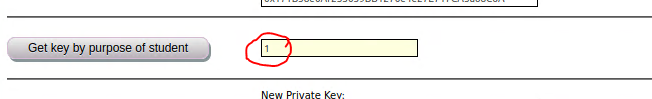 Get key by purpose of student
1
New Private Key: